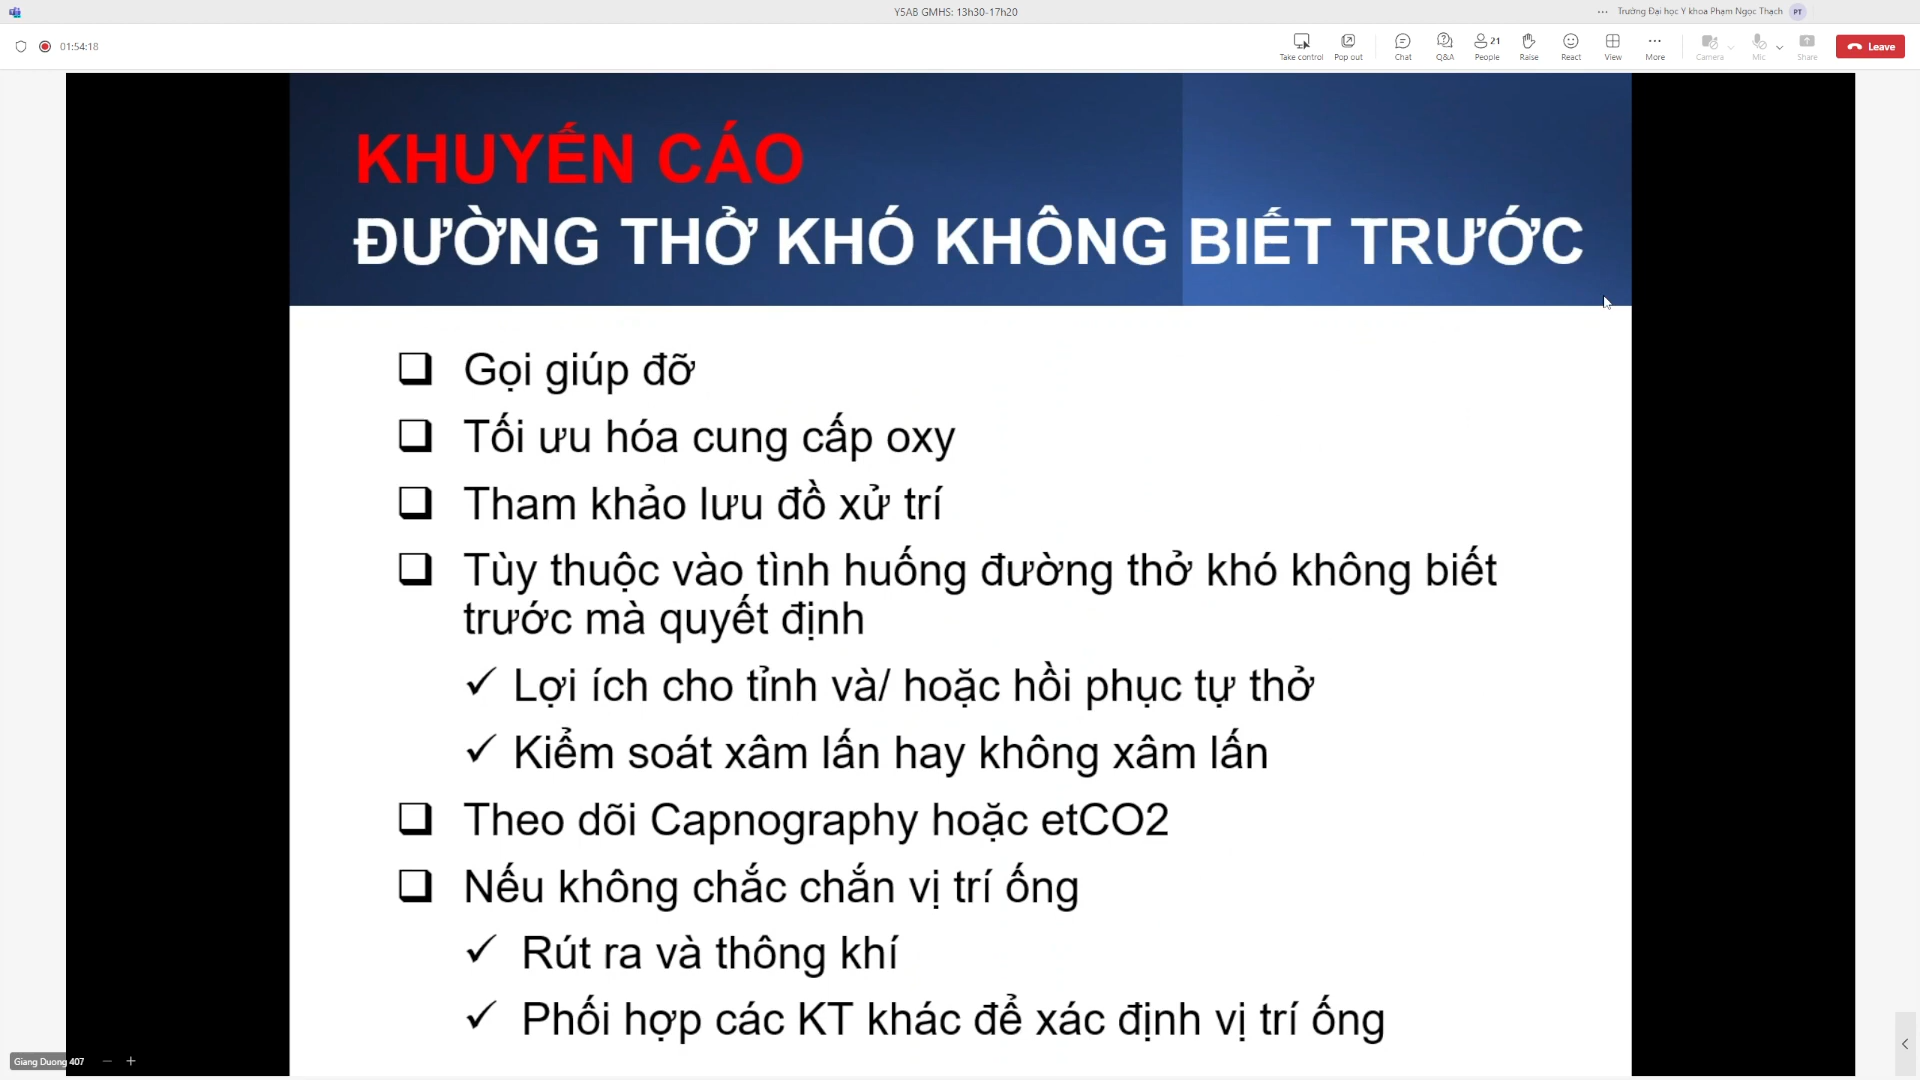 Y5AB GMHS: 13h30-17h20
Trường Đại học Y khoa Phạm Ngọc Thạch
PT
01:54:18
Take control
Pop out
Chat
Q&A
21
People
Raise
React
View
More
Camera
Mic
Share
Leave
KHUYẾN CÁO
ĐƯỜNG THỞ KHÓ KHÔNG BIẾT TRƯỚC
Gọi giúp đỡ
Tối ưu hóa cung cấp oxy
Tham khảo lưu đồ xử trí
Tùy thuộc vào tình huống đường thở khó không biết
trước mà quyết định
Lợi ích cho tỉnh và/ hoặc hồi phục tự thở
Kiểm soát xâm lấn hay không xâm lấn
Theo dõi Capnography hoặc etCO2
Nếu không chắc chắn vị trí ống
Rút ra và thông khí
Phối hợp các KT khác để xác định vị trí ống
Giang Duong 407